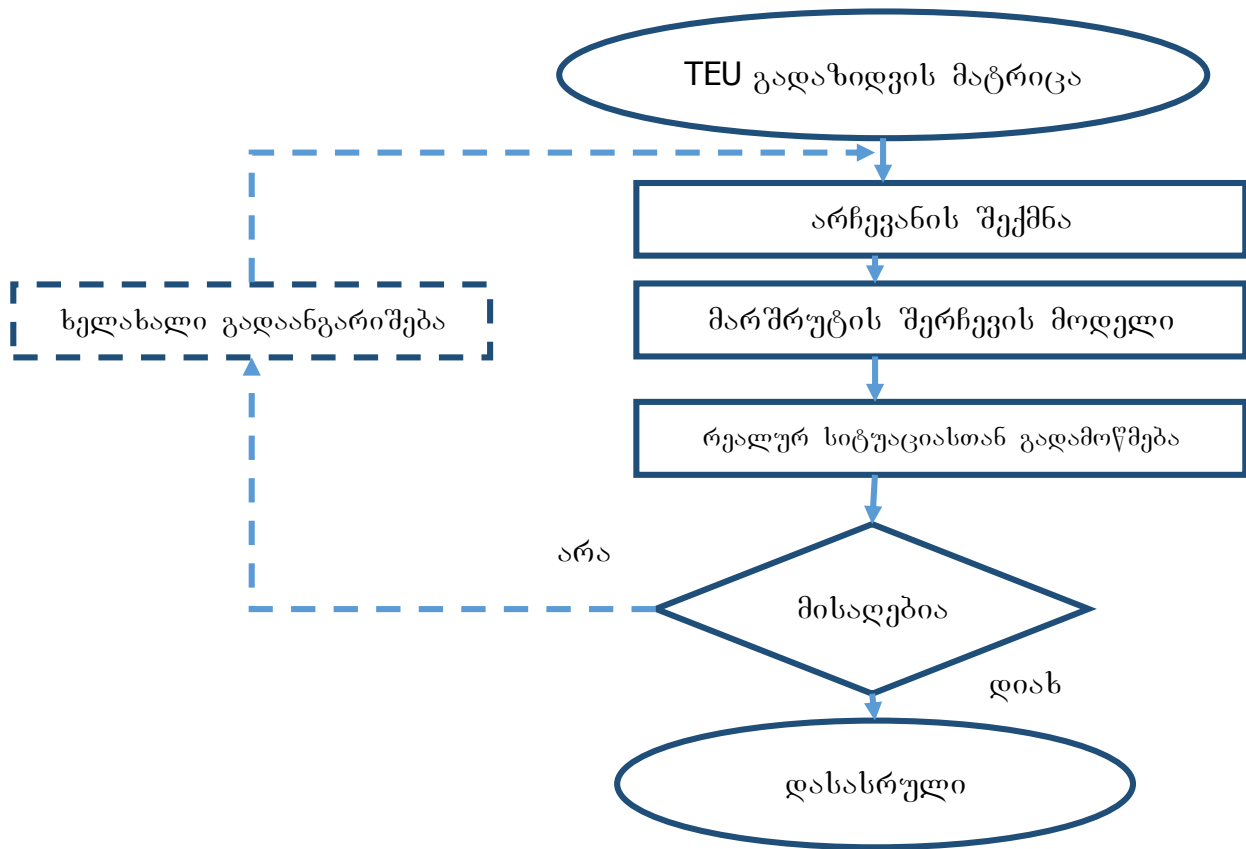 TEU გადაზიდვის მატრიცა
არჩევანის შექმნა
მარშრუტის შერჩევის მოდელი
ხელახალი გადაანგარიშება
რეალურ სიტუაციასთან გადამოწმება
არა
მისაღებია
დიახ
დასასრული